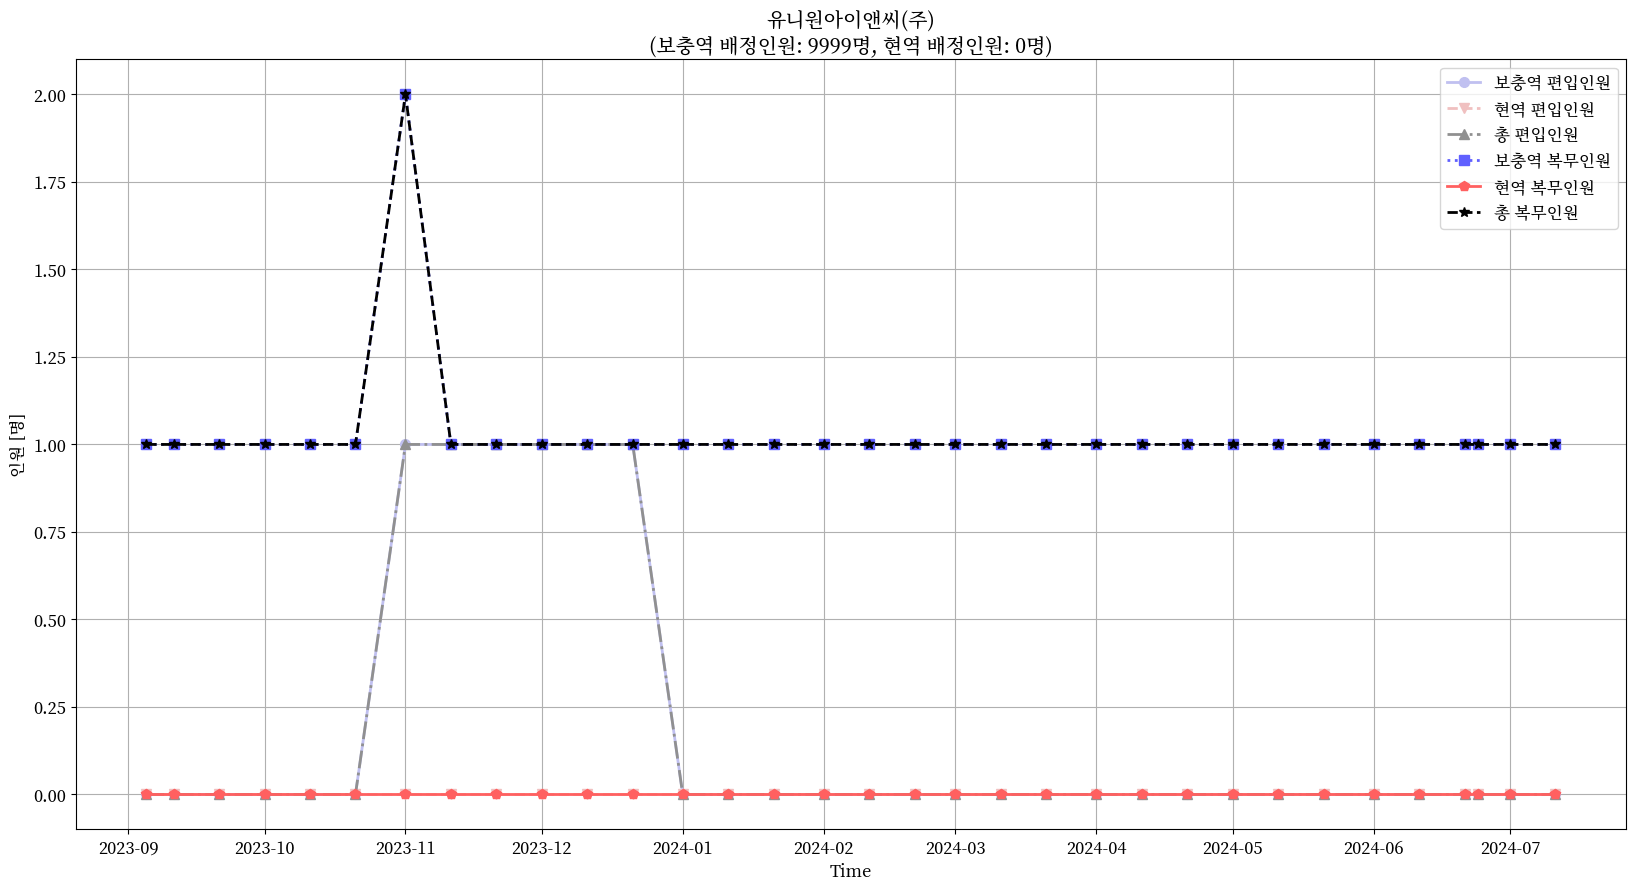 유니원아이앤씨(주)
(보충역 배정인원: 9999명, 현역 배정인원: 0명)
보충역 편입인원
현역 편입인원
총 편입인원
보충역 복무인원
현역 복무인원
총 복무인원
인원 [명]
2.00
1.75
1.50
1.25
1.00
0.75
0.50
0.25
0.00
2023-09 2023-10 2023-11 2023-12 2024-01 2024-02 2024-03 2024-04 2024-05 2024-06 2024-07
Time